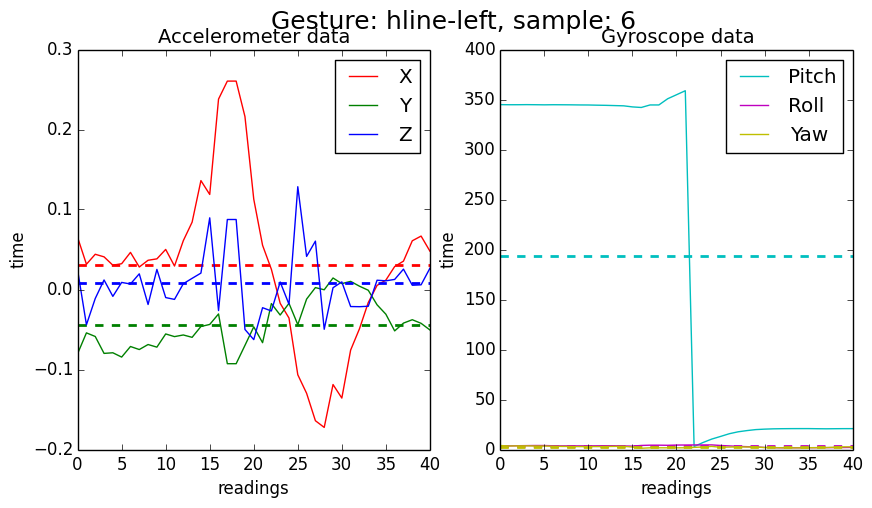 Gesture: hline-left, sample: 6
Accelerometer data
0.3
0.2
0.1
0.0
−0.1
−0.2
time
0 5 10 15 20 25 30 35 40
readings
X
Y
Z
Gyroscope data
400
350
300
250
200
150
100
50
0
time
0 5 10 15 20 25 30 35 40
readings
Pitch
Roll
Yaw